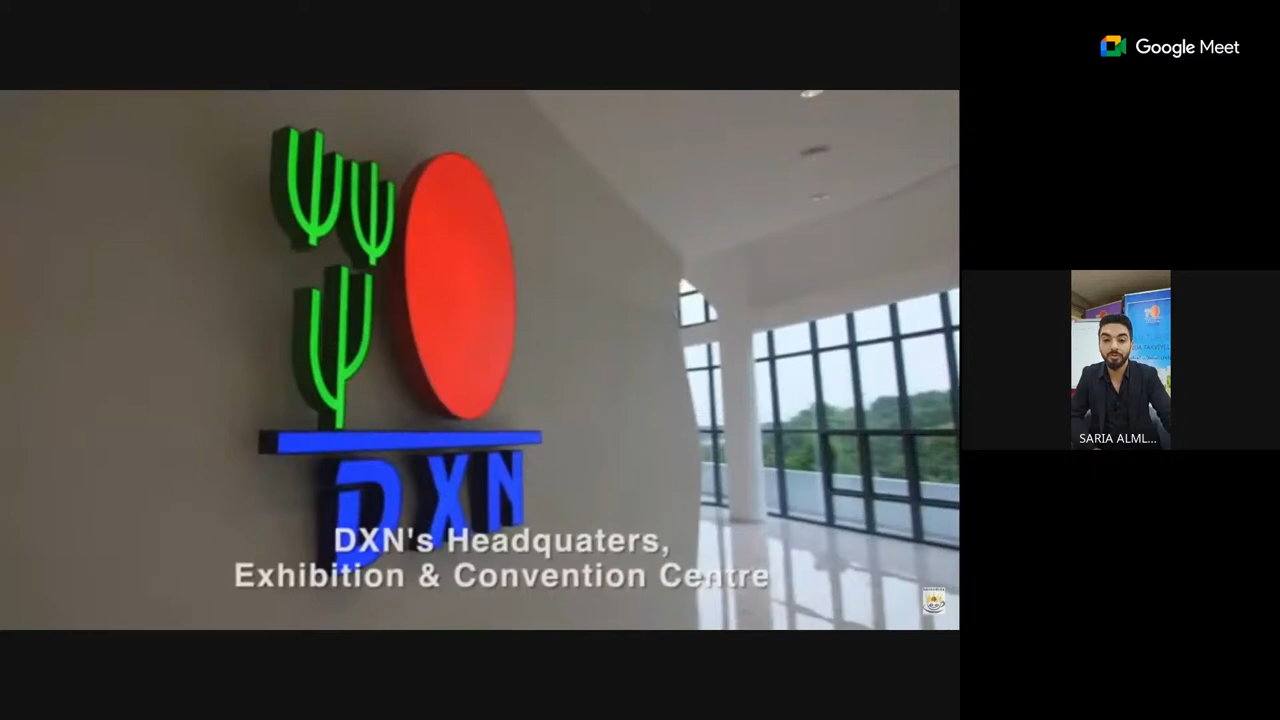 Google Meet
DXN
DXN's Headquaters,
Exhibition & Convention Centre
SARIA ALML...